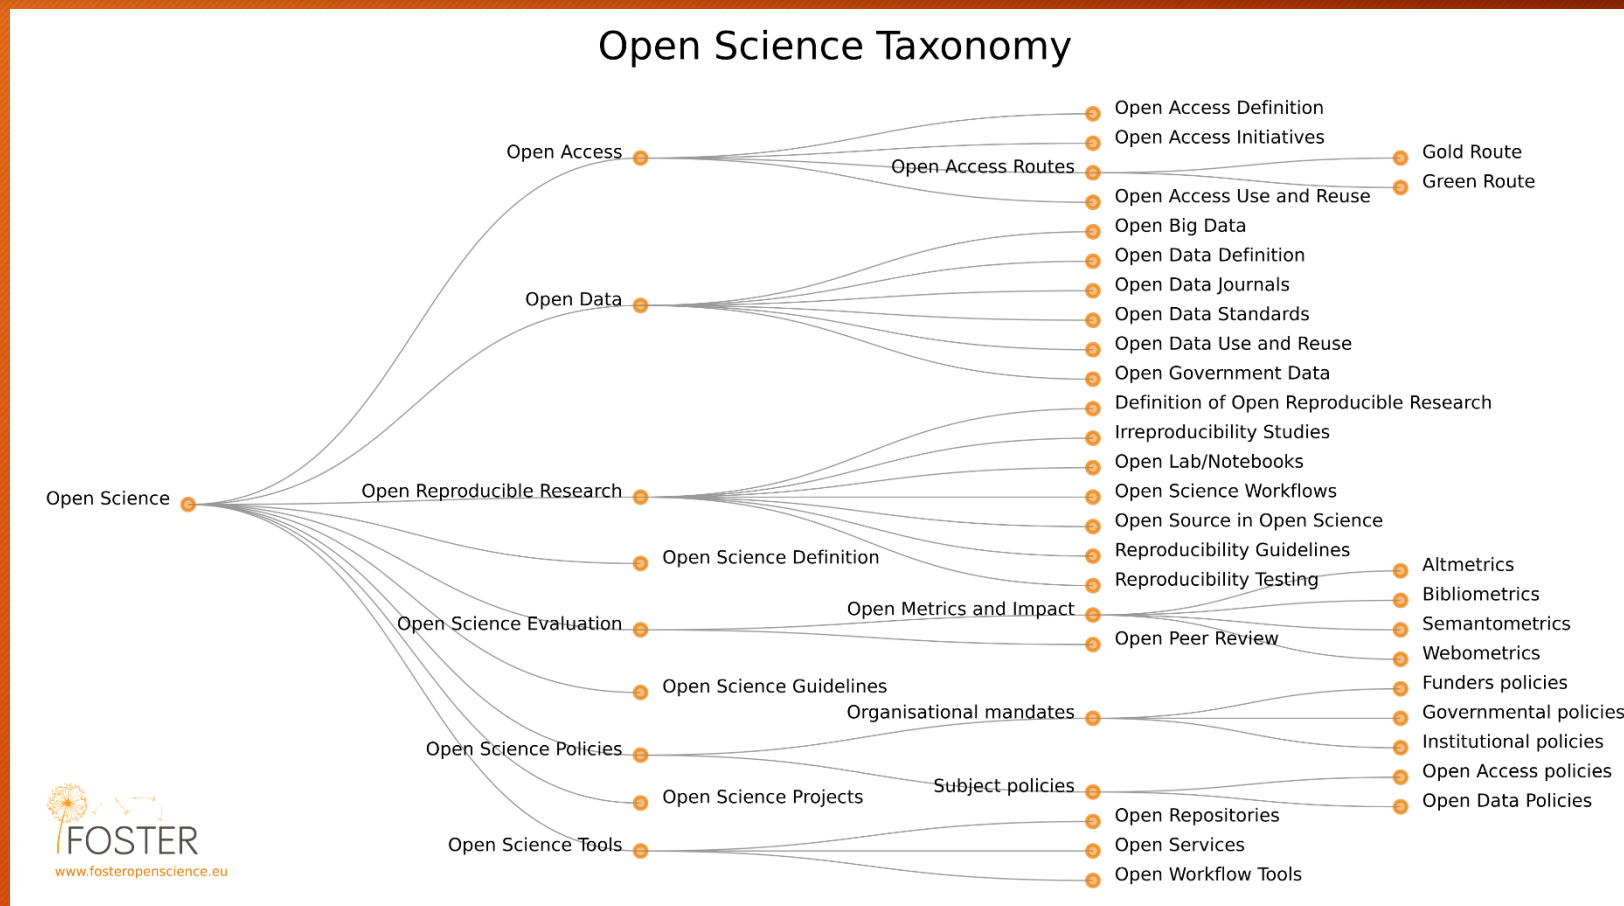 Open Science Taxonomy
Open Science
Open Access
Open Access Definition
Open Access Initiatives
Open Access Routes
Gold Route
Green Route
Open Access Use and Reuse
Open Data
Open Big Data
Open Data Definition
Open Data Journals
Open Data Standards
Open Data Use and Reuse
Open Government Data
Open Reproducible Research
Definition of Open Reproducible Research
Irreproducibility Studies
Open Lab/Notebooks
Open Science Workflows
Open Source in Open Science
Reproducibility Guidelines
Reproducibility Testing
Open Science Definition
Open Science Evaluation
Open Metrics and Impact
Altmetrics
Bibliometrics
Semantometrics
Webometrics
Open Peer Review
Open Science Guidelines
Open Science Policies
Organisational mandates
Funders policies
Governmental policies
Institutional policies
Subject policies
Open Access policies
Open Data Policies
Open Science Projects
Open Science Tools
Open Repositories
Open Services
Open Workflow Tools
FOSTER
www.fosteropenscience.eu